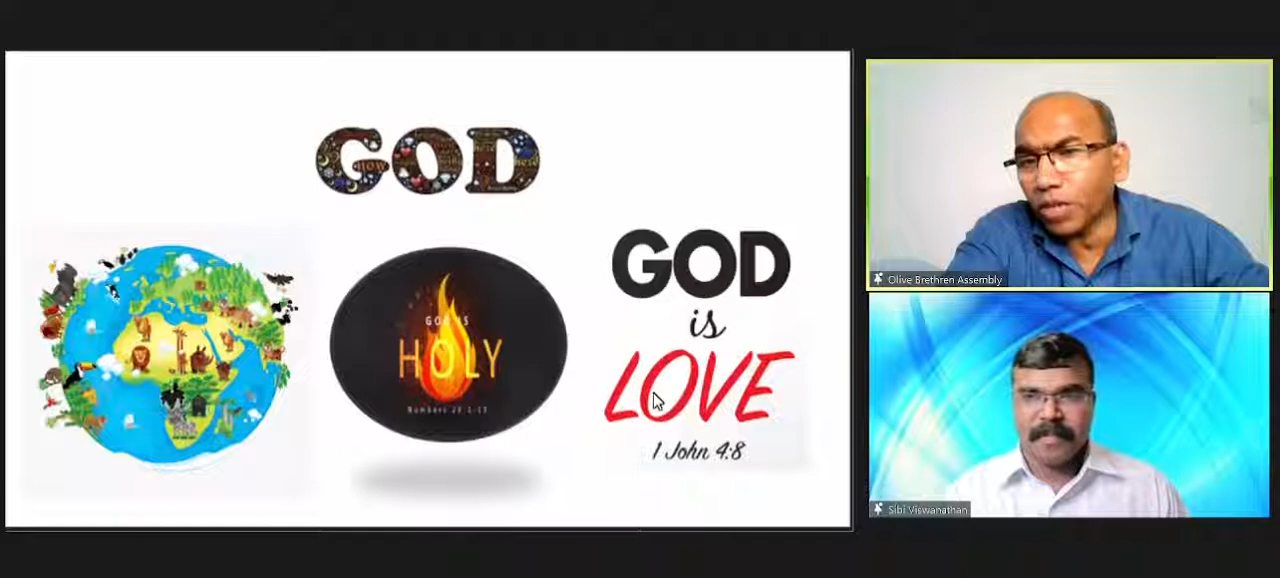 GOD
GOD IS
HOLY
GOD
is
LOVE
1 John 4:8
Olive Brethren Assembly
Sibi Viswanathan